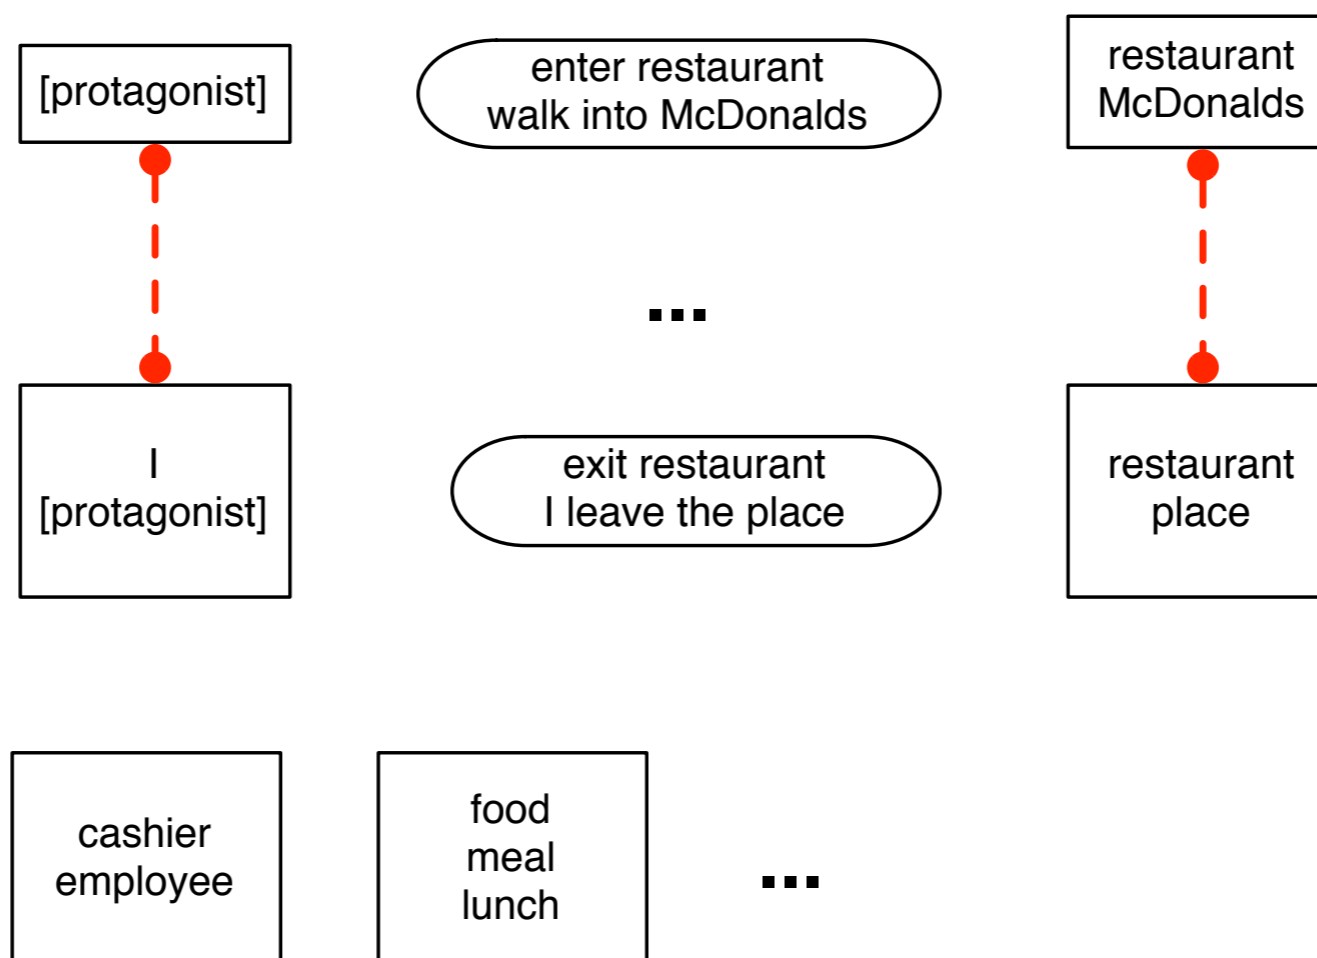 [protagonist]
enter restaurant
walk into McDonalds
restaurant
McDonalds
...
I
[protagonist]
exit restaurant
I leave the place
restaurant
place
cashier
employee
food
meal
lunch
...